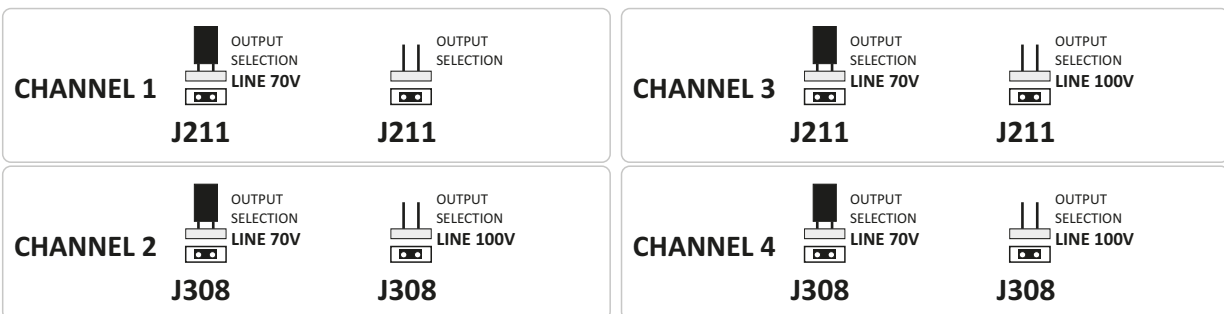 CHANNEL 1
OUTPUT
SELECTION
LINE 70V
J211
OUTPUT
SELECTION
J211
CHANNEL 3
OUTPUT
SELECTION
LINE 70V
J211
OUTPUT
SELECTION
LINE 100V
J211
CHANNEL 2
OUTPUT
SELECTION
LINE 70V
J308
OUTPUT
SELECTION
LINE 100V
J308
CHANNEL 4
OUTPUT
SELECTION
LINE 70V
J308
OUTPUT
SELECTION
LINE 100V
J308